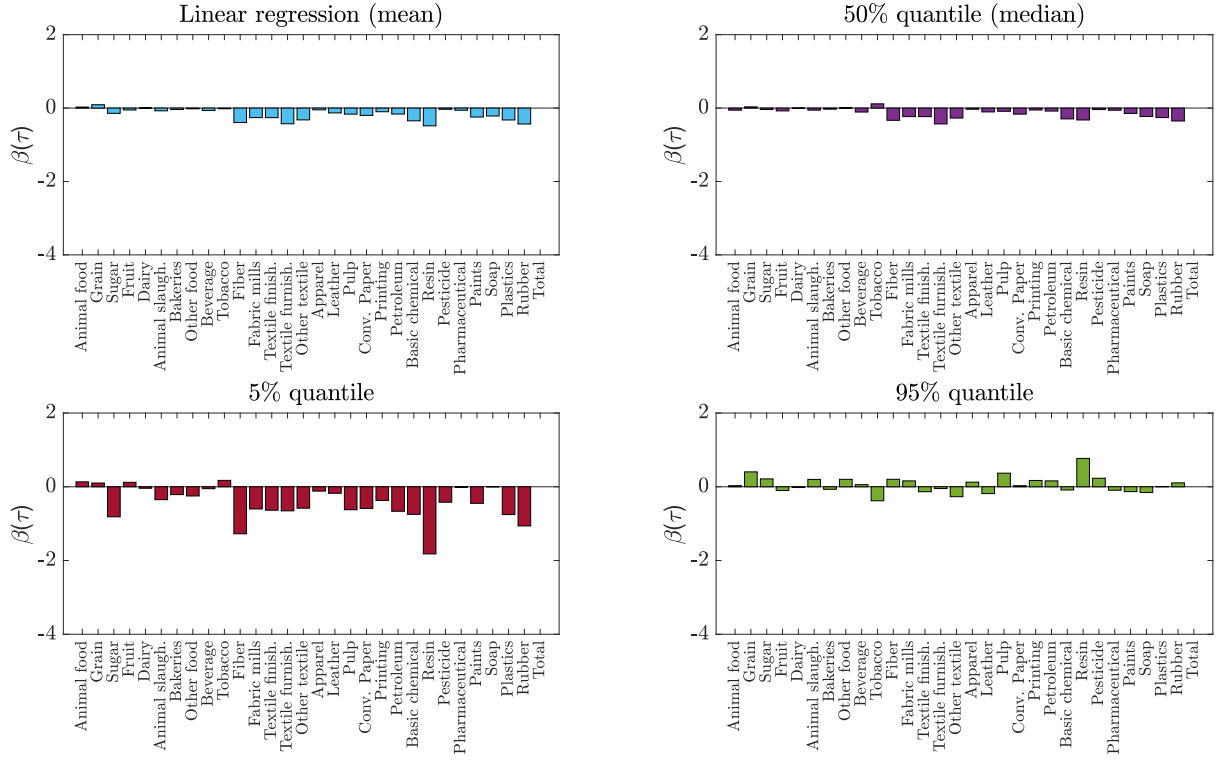 Linear regression (mean)
2
0
-2
-4
β(τ)
Animal food
Grain
Sugar
Fruit
Dairy
Animal slaugh.
Bakeries
Other food
Beverage
Tobacco
Fiber
Fabric mills
Textile finish.
Textile furnish.
Other textile
Apparel
Leather
Pulp
Conv. Paper
Printing
Petroleum
Basic chemical
Resin
Pesticide
Pharmaceutical
Paints
Soap
Plastics
Rubber
Total
50% quantile (median)
2
0
-2
-4
β(τ)
Animal food
Grain
Sugar
Fruit
Dairy
Animal slaugh.
Bakeries
Other food
Beverage
Tobacco
Fiber
Fabric mills
Textile finish.
Textile furnish.
Other textile
Apparel
Leather
Pulp
Conv. Paper
Printing
Petroleum
Basic chemical
Resin
Pesticide
Pharmaceutical
Paints
Soap
Plastics
Rubber
Total
5% quantile
2
0
-2
-4
β(τ)
Animal food
Grain
Sugar
Fruit
Dairy
Animal slaugh.
Bakeries
Other food
Beverage
Tobacco
Fiber
Fabric mills
Textile finish.
Textile furnish.
Other textile
Apparel
Leather
Pulp
Conv. Paper
Printing
Petroleum
Basic chemical
Resin
Pesticide
Pharmaceutical
Paints
Soap
Plastics
Rubber
Total
95% quantile
2
0
-2
-4
β(τ)
Animal food
Grain
Sugar
Fruit
Dairy
Animal slaugh.
Bakeries
Other food
Beverage
Tobacco
Fiber
Fabric mills
Textile finish.
Textile furnish.
Other textile
Apparel
Leather
Pulp
Conv. Paper
Printing
Petroleum
Basic chemical
Resin
Pesticide
Pharmaceutical
Paints
Soap
Plastics
Rubber
Total